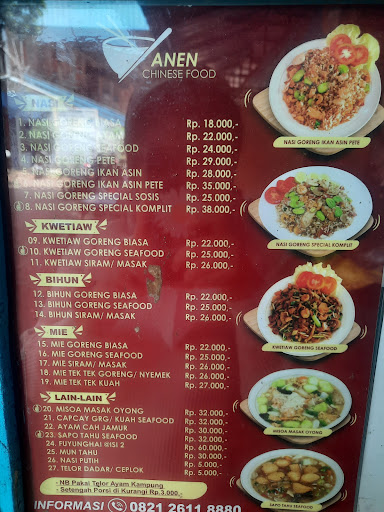 ANEN
CHINESE FOOD
NASI
1. NASI GORENG BIASA Rp. 18.000,-
2. NASI GORENG AYAM Rp. 22.000,-
3. NASI GORENG SEAFOOD Rp. 24.000,-
4. NASI GORENG PETE Rp. 29.000,-
5. NASI GORENG IKAN ASIN Rp. 28.000,-
6. NASI GORENG IKAN ASIN PETE Rp. 35.000,-
7. NASI GORENG SPECIAL SOSIS Rp. 25.000,-
8. NASI GORENG SPECIAL KOMPLIT Rp. 38.000,-
KWETIAW
09. KWETIAW GORENG BIASA Rp. 22.000,-
10. KWETIAW GORENG SEAFOOD Rp. 25.000,-
11. KWETIAW SIRAM/ MASAK Rp. 26.000,-
BIHUN
12. BIHUN GORENG BIASA Rp. 22.000,-
13. BIHUN GORENG SEAFOOD Rp. 25.000,-
14. BIHUN SIRAM/ MASAK Rp. 26.000,-
MIE
15. MIE GORENG BIASA Rp. 22.000,-
16. MIE GORENG SEAFOOD Rp. 25.000,-
17. MIE SIRAM/ MASAK Rp. 26.000,-
18. MIE TEK TEK GORENG/ NYEMEK Rp. 26.000,-
19. MIE TEK TEK KUAH Rp. 27.000,-
LAIN-LAIN
20. MISOA MASAK OYONG Rp. 32.000,-
21. CAPCAY GRG/ KUAH SEAFOOD Rp. 30.000,-
22. AYAM CAH JAMUR Rp. 32.000,-
23. SAPO TAHU SEAFOOD Rp. 32.000,-
24. FUYUNGHAI @ISI 2 Rp. 30.000,-
25. MUN TAHU Rp. 30.000,-
26. NASI PUTIH Rp. 5.000,-
27. TELOR DADAR/ CEPLOK Rp. 5.000,-
- NB Pakai Telor Ayam Kampung
- Setengah Porsi di Kurangi Rp.3.000,-
INFORMASI 0821 2611 8880
NASI GORENG IKAN ASIN PETE
NASI GORENG SPECIAL KOMPLIT
KWETIAW GORENG SEAFOOD
MISOA MASAK OYONG
SAPO TAHU SEAFOOD